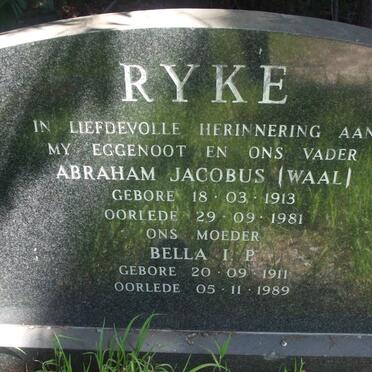 RYKE
IN LIEFDEVOLLE HERINNERING AAN
MY EGGENOOT EN ONS VADER
ABRAHAM JACOBUS (WAAL)
GEBORE 18·03·1913
OORLEDE 29·09·1981
ONS MOEDER
BELLA I. P.
GEBORE 20·09·1911
OORLEDE 05·11·1989